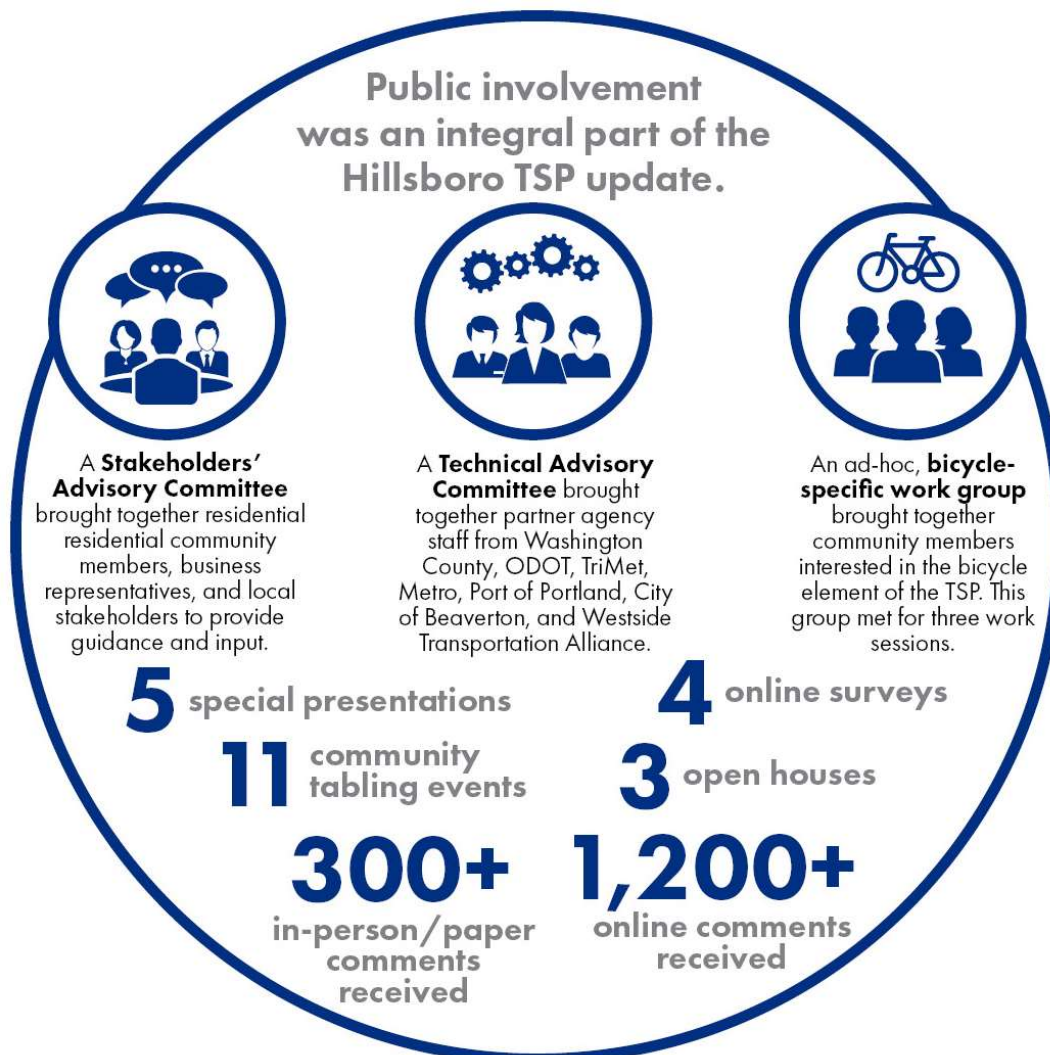 Public involvement
was an integral part of the
Hillsboro TSP update.
A Stakeholders’
Advisory Committee
brought together residential
residential community
members, business
representatives, and local
stakeholders to provide
guidance and input.
A Technical Advisory
Committee brought
together partner agency
staff from Washington
County, ODOT, TriMet,
Metro, Port of Portland, City
of Beaverton, and Westside
Transportation Alliance.
An ad-hoc, bicycle-
specific work group
brought together
community members
interested in the bicycle
element of the TSP. This
group met for three work
sessions.
5 special presentations
4 online surveys
11 community
tabling events
3 open houses
300+
in-person/paper
comments
received
1,200+
online comments
received